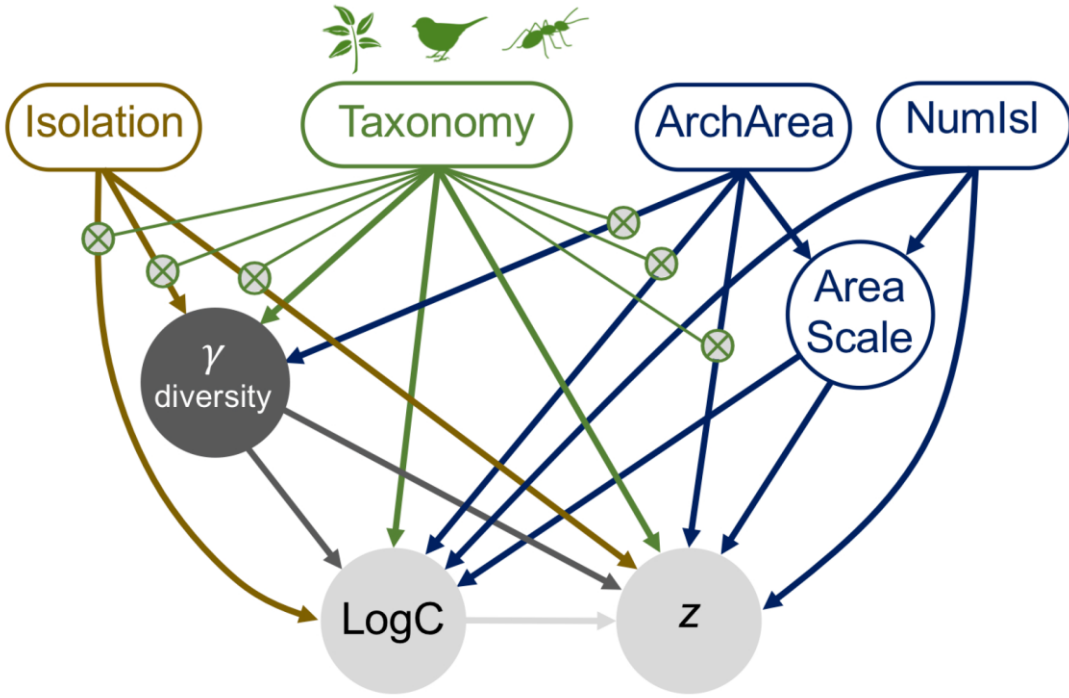 Isolation
Taxonomy
ArchArea
NumIsl
γ
diversity
Area
Scale
LogC
z